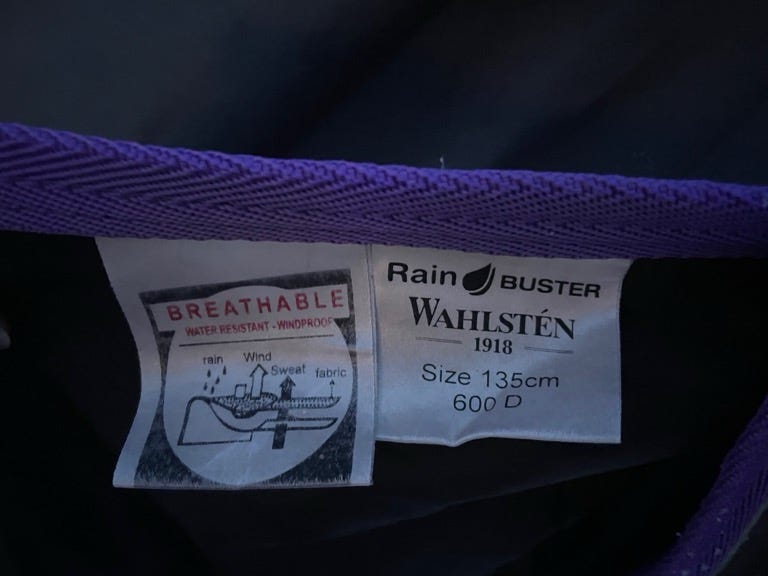 BREATHABLE
WATER RESISTANT - WINDPROOF
rain Wind Sweat fabric
Rain BUSTER
WAHLSTÉN
1918
Size 135cm
600 D